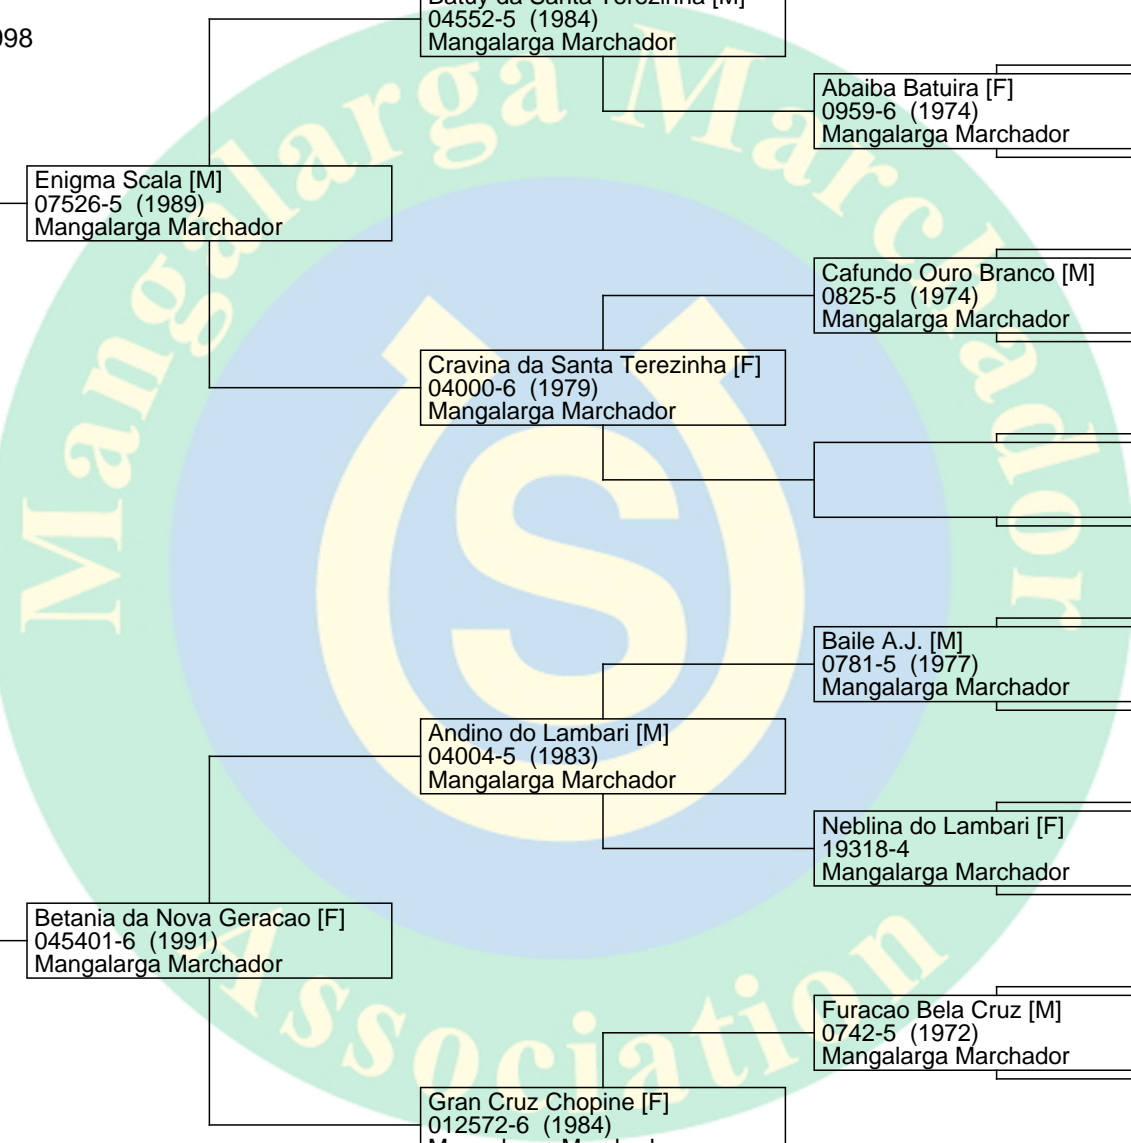 04552-5 (1984)
Mangalarga Marchador
Abaiba Batuira [F]
0959-6 (1974)
Mangalarga Marchador
Enigma Scala [M]
07526-5 (1989)
Mangalarga Marchador
Cafundo Ouro Branco [M]
0825-5 (1974)
Mangalarga Marchador
Cravina da Santa Terezinha [F]
04000-6 (1979)
Mangalarga Marchador
Baile A.J. [M]
0781-5 (1977)
Mangalarga Marchador
Andino do Lambari [M]
04004-5 (1983)
Mangalarga Marchador
Neblina do Lambari [F]
19318-4
Mangalarga Marchador
Betania da Nova Geracao [F]
045401-6 (1991)
Mangalarga Marchador
Furacao Bela Cruz [M]
0742-5 (1972)
Mangalarga Marchador
Gran Cruz Chopine [F]
012572-6 (1984)
Mangalarga Marchador
Association
S